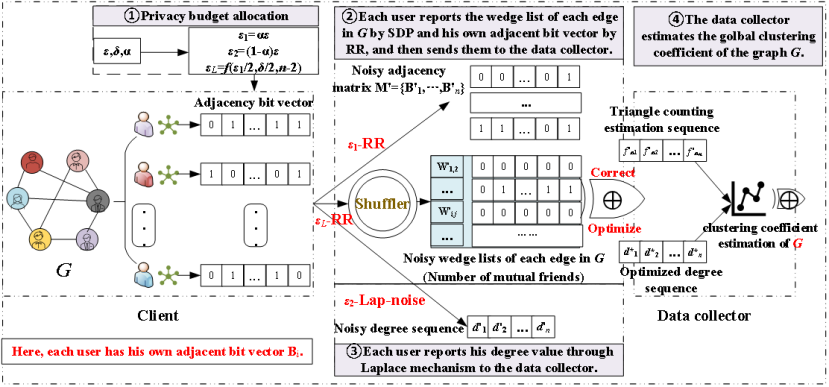 ①Privacy budget allocation
ε,δ,α
ε₁=αε
ε₂=(1-α)ε
ε_L=f(ε₁/2,δ/2,n-2)
②Each user reports the wedge list of each edge
in G by SDP and his own adjacent bit vector by
RR, and then sends them to the data collector.
④The data collector
estimates the golbal clustering
coefficient of the graph G.
Adjacency bit vector
0 1 ... 1 1
1 0 ... 0 1
0 1 ... 1 0
G
Client
Here, each user has his own adjacent bit vector Bᵢ.
Noisy adjacency
matrix M'={B'₁,⋯,B'ₙ}
0 0 ... 0 1
...
1 1 ... 0 1
ε₁-RR
ε_L-RR
Shuffler
W'₁,₂ 0 0 0 0 0
... 0 1 ... 1 1
W'ᵢⱼ 0 0 0 0 0
... ... ...
Correct
Optimize
Noisy wedge lists of each edge in G
(Number of mutual friends)
ε₂-Lap-noise
Noisy degree sequence
d'₁ d'₂ ... d'ₙ
③Each user reports his degree value through
Laplace mechanism to the data collector.
Triangle counting
estimation sequence
...
clustering coefficient
estimation of G
d*₁ d*₂ ... d*ₙ
Optimized degree
sequence
Data collector